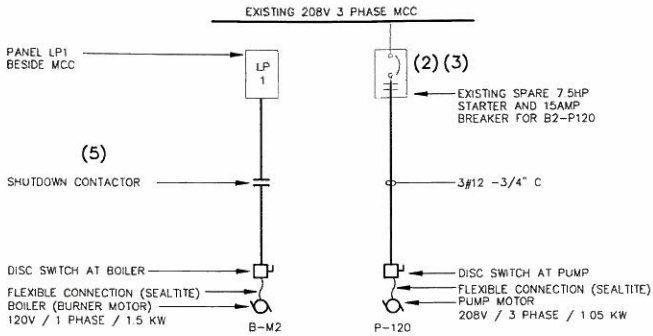 EXISTING 208V 3 PHASE MCC
PANEL LP1
BESIDE MCC
LP
1
(2) (3)
EXISTING SPARE 7.5HP
STARTER AND 15AMP
BREAKER FOR B2-P120
(5)
SHUTDOWN CONTACTOR
3#12 -3/4" C
DISC SWITCH AT BOILER
FLEXIBLE CONNECTION (SEALTITE)
BOILER (BURNER MOTOR)
120V / 1 PHASE / 1.5 KW
B-M2
DISC SWITCH AT PUMP
FLEXIBLE CONNECTION (SEALTITE)
PUMP MOTOR
208V / 3 PHASE / 1.05 KW
P-120